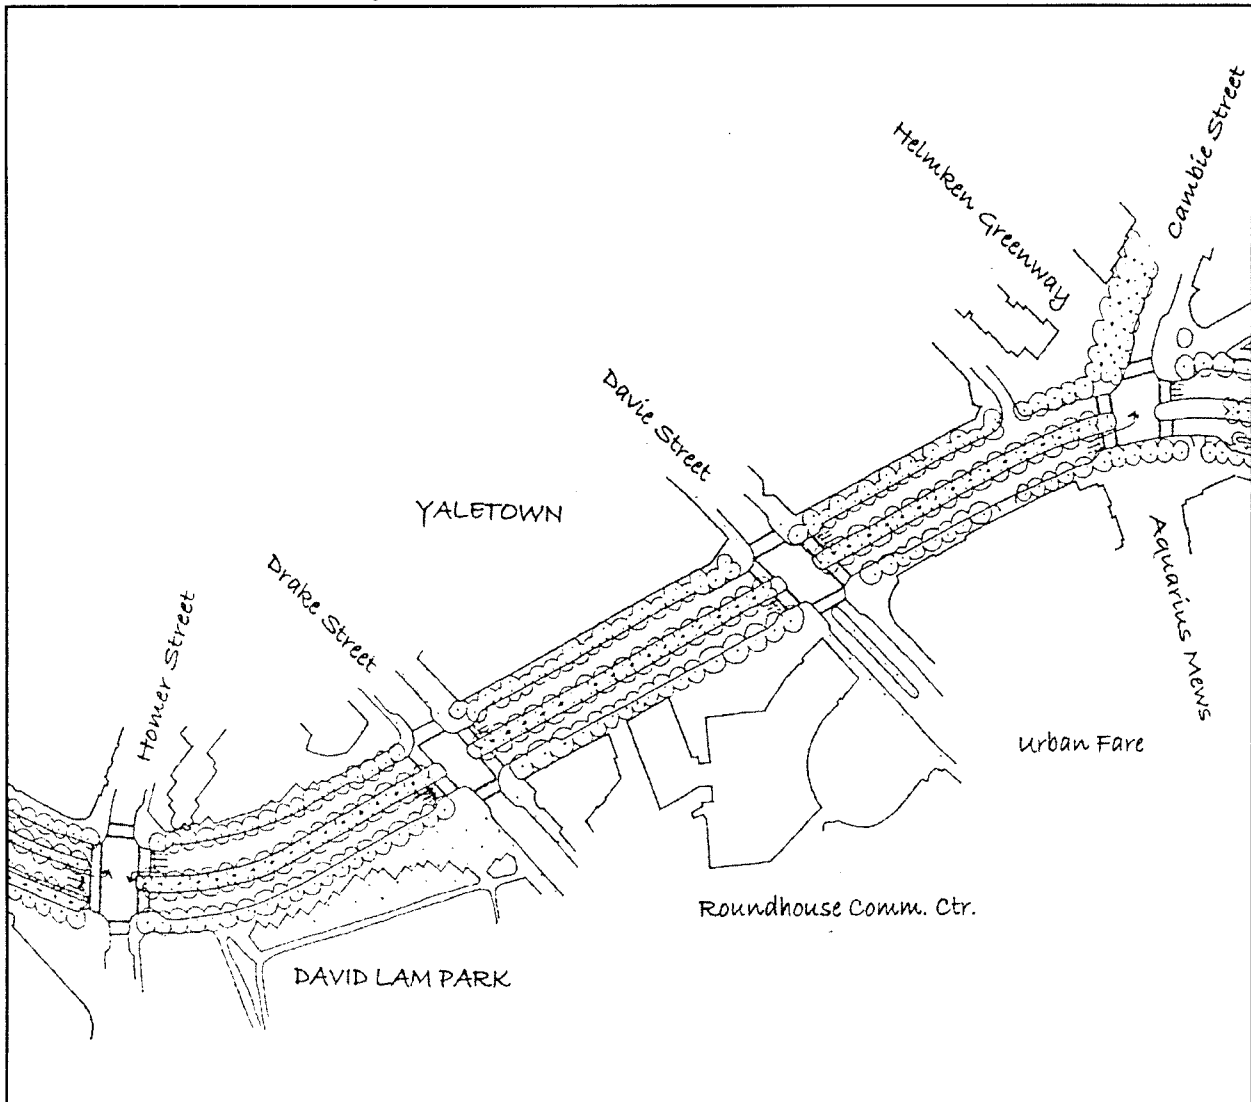 Cambie Street
Helmken Greenway
Davie Street
YALETOWN
Drake Street
Homer Street
Aquarius Mews
Urban Fare
Roundhouse Comm. Ctr.
DAVID LAM PARK